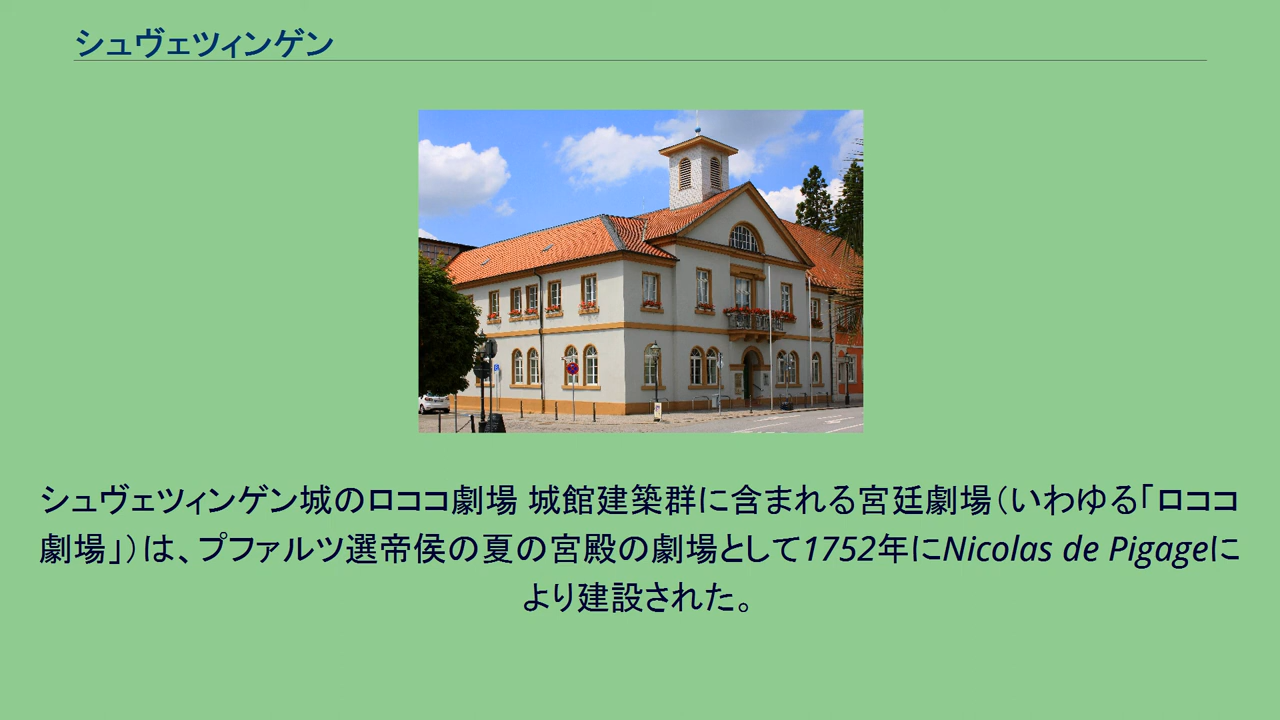 シュヴェツィンゲン
シュヴェツィンゲン城のロココ劇場 城館建築群に含まれる宮廷劇場（いわゆる「ロココ
劇場」）は、プファルツ選帝侯の夏の宮殿の劇場として1752年にNicolas de Pigageに
より建設された。